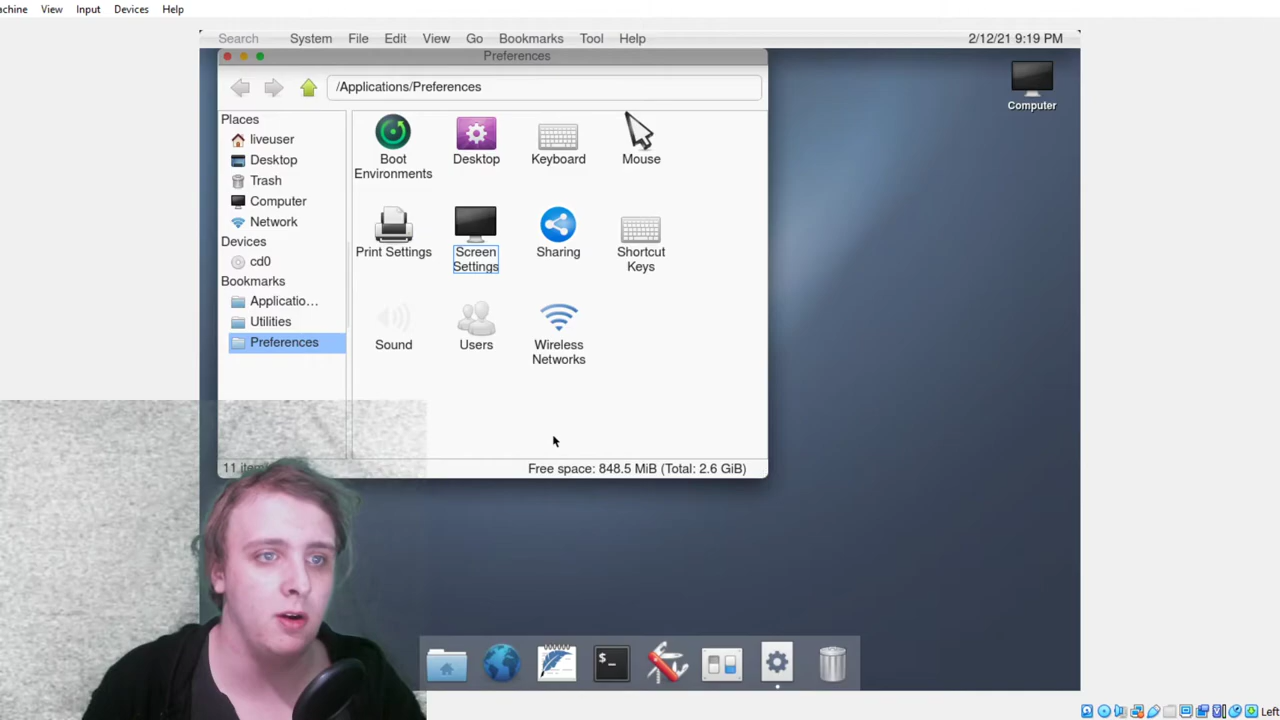 achine View Input Devices Help
Search System File Edit View Go Bookmarks Tool Help 2/12/21 9:19 PM
Preferences
/Applications/Preferences
Computer
Places
liveuser
Desktop
Trash
Computer
Network
Devices
cd0
Bookmarks
Applicatio...
Utilities
Preferences
Boot Environments
Desktop
Keyboard
Mouse
Print Settings
Screen Settings
Sharing
Shortcut Keys
Sound
Users
Wireless Networks
11 item
Free space: 848.5 MiB (Total: 2.6 GiB)
$_
Left